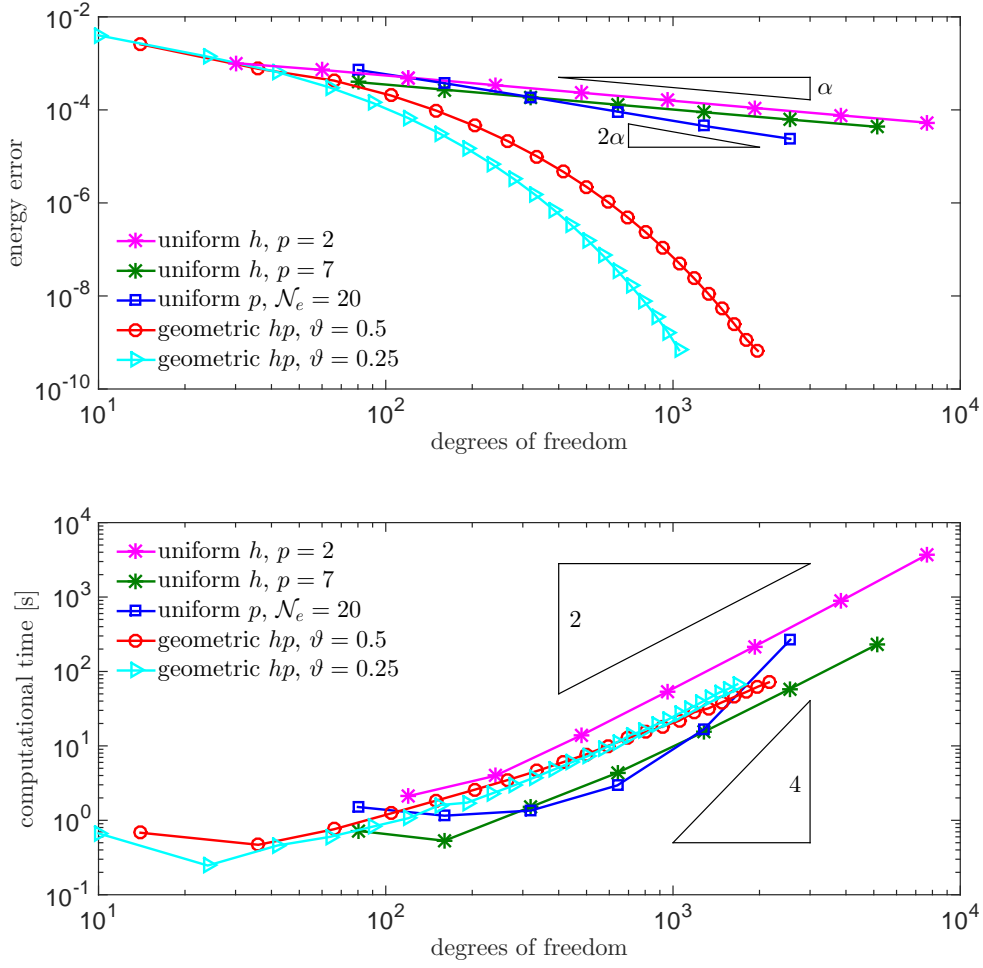 10^-2
10^-4
10^-6
10^-8
10^-10
energy error
α
2α
uniform h, p = 2
uniform h, p = 7
uniform p, 𝒩_e = 20
geometric hp, ϑ = 0.5
geometric hp, ϑ = 0.25
10^1
10^2
10^3
10^4
degrees of freedom
10^4
10^3
10^2
10^1
10^0
10^-1
computational time [s]
uniform h, p = 2
uniform h, p = 7
uniform p, 𝒩_e = 20
geometric hp, ϑ = 0.5
geometric hp, ϑ = 0.25
2
4
10^1
10^2
10^3
10^4
degrees of freedom